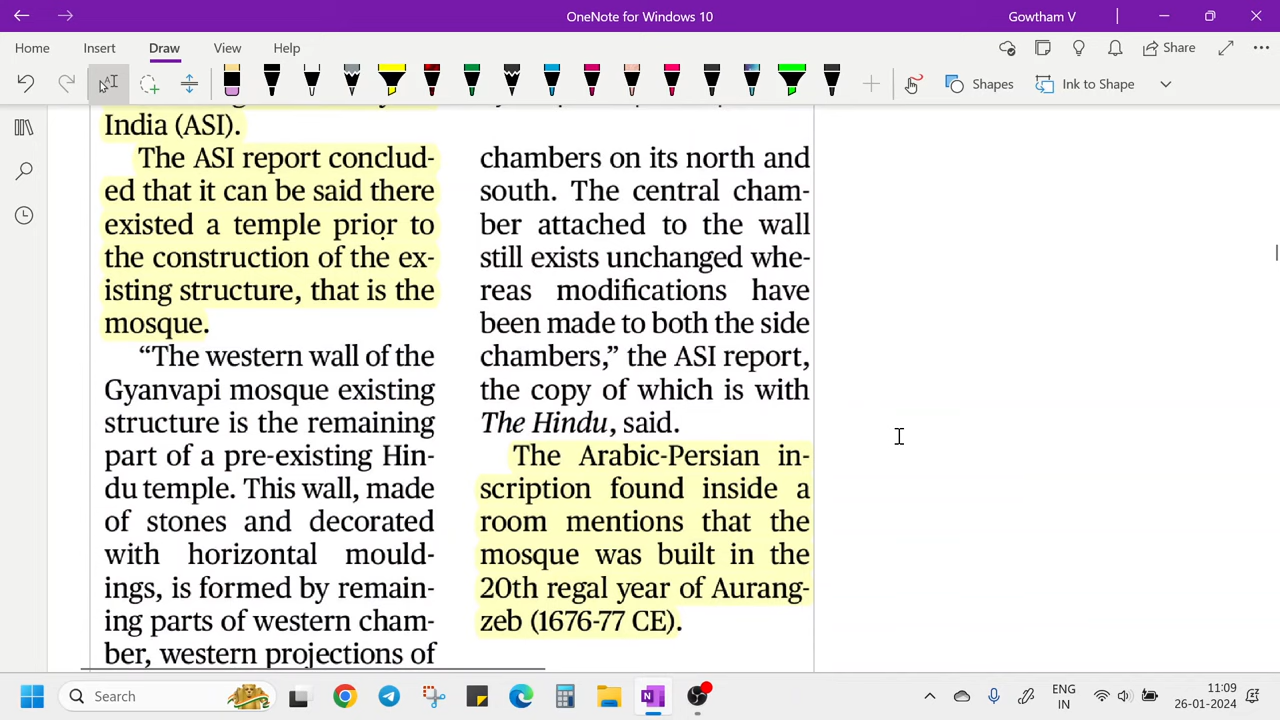 OneNote for Windows 10
Gowtham V
Home Insert Draw View Help
Share
Shapes
Ink to Shape
India (ASI).
The ASI report conclud-
ed that it can be said there
existed a temple prior to
the construction of the ex-
isting structure, that is the
mosque.
“The western wall of the
Gyanvapi mosque existing
structure is the remaining
part of a pre-existing Hin-
du temple. This wall, made
of stones and decorated
with horizontal mould-
ings, is formed by remain-
ing parts of western cham-
ber, western projections of
chambers on its north and
south. The central cham-
ber attached to the wall
still exists unchanged whe-
reas modifications have
been made to both the side
chambers,” the ASI report,
the copy of which is with
The Hindu, said.
The Arabic-Persian in-
scription found inside a
room mentions that the
mosque was built in the
20th regal year of Aurang-
zeb (1676-77 CE).
Search
ENG
IN
11:09
26-01-2024